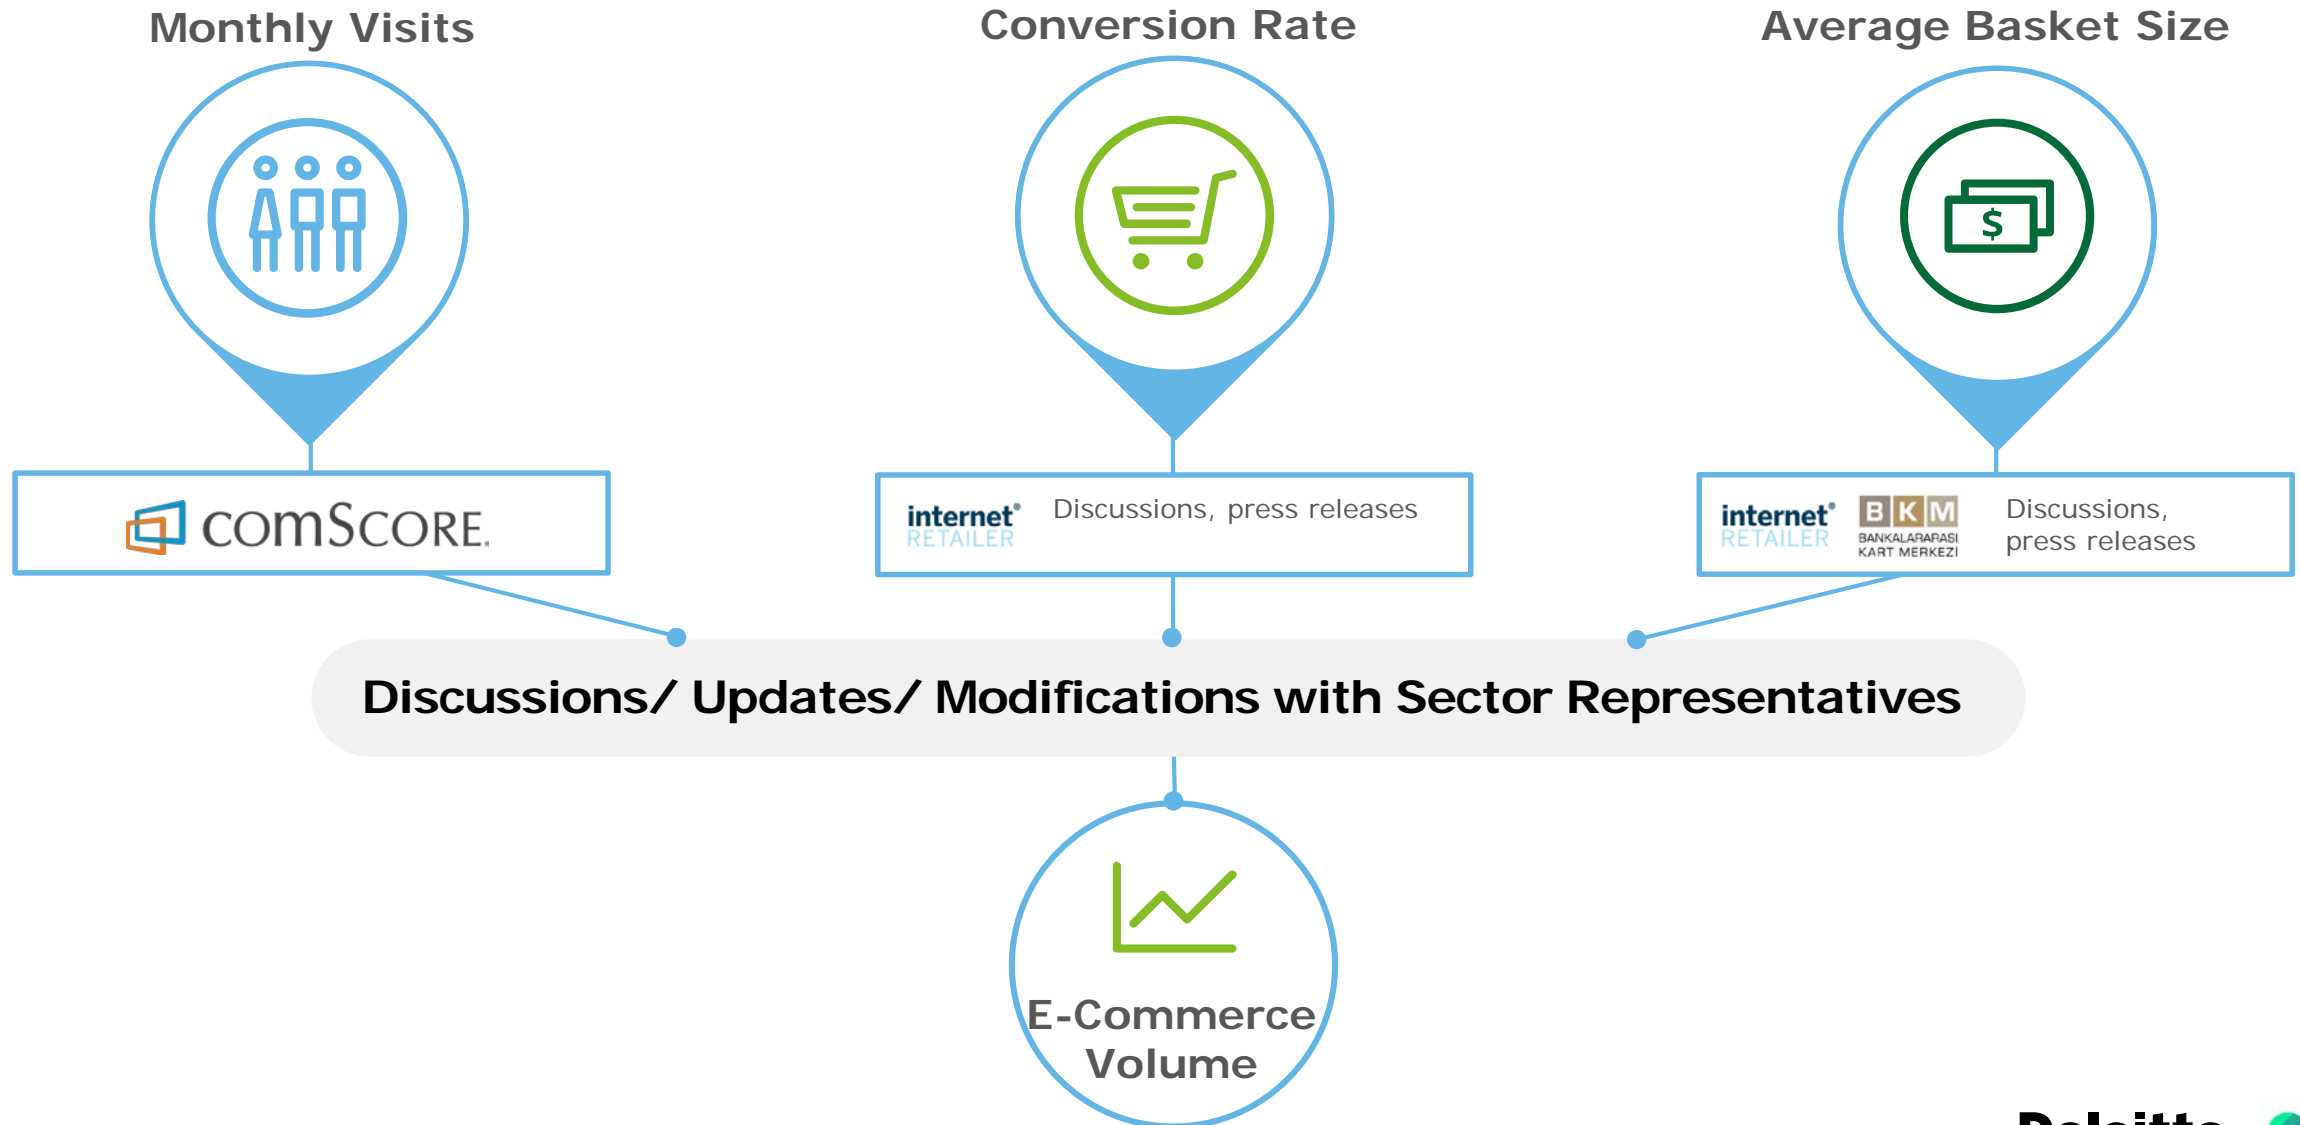 Monthly Visits
Conversion Rate
Average Basket Size
$
comSCORE.
internet®
RETAILER
Discussions, press releases
internet®
RETAILER
BKM
BANKALARARASI
KART MERKEZİ
Discussions,
press releases
Discussions/ Updates/ Modifications with Sector Representatives
E-Commerce
Volume
Deloitte